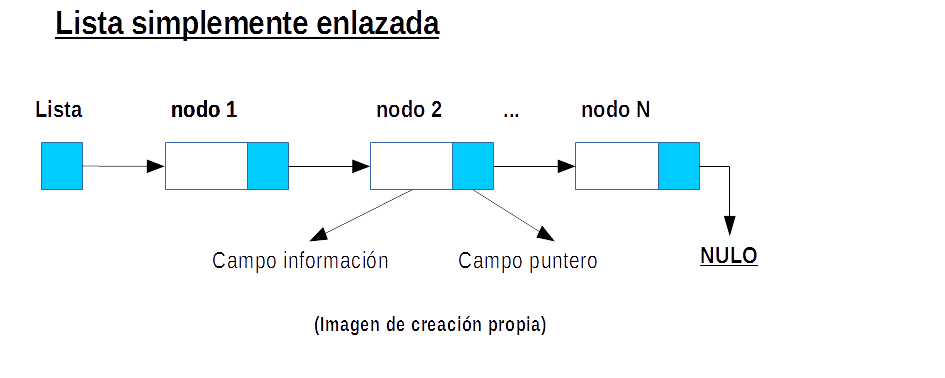 Lista simplemente enlazada
Lista nodo 1 nodo 2 ... nodo N
Campo información Campo puntero NULO
(Imagen de creación propia)